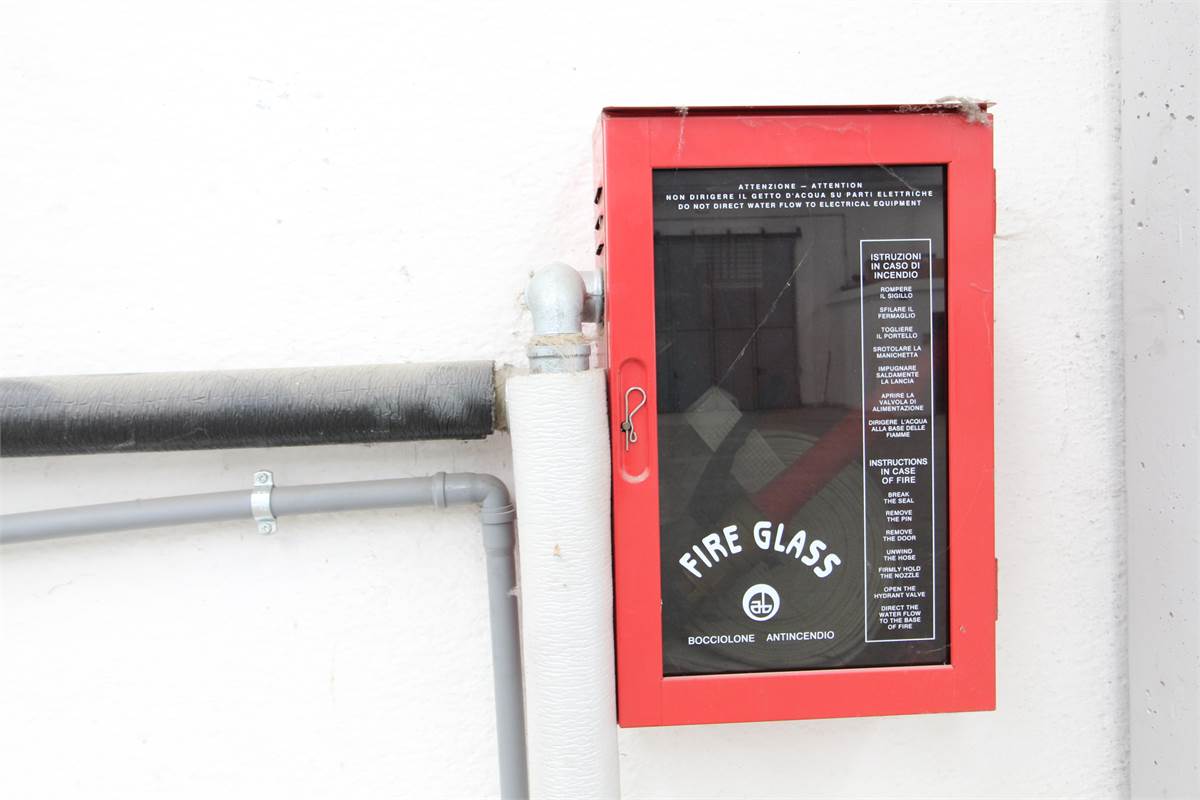 ATTENZIONE — ATTENTION
NON DIRIGERE IL GETTO D'ACQUA SU PARTI ELETTRICHE
DO NOT DIRECT WATER FLOW TO ELECTRICAL EQUIPMENT
ISTRUZIONI
IN CASO DI
INCENDIO
ROMPERE
IL SIGILLO
SFILARE IL
FERMAGLIO
TOGLIERE
IL PORTELLO
SROTOLARE LA
MANICHETTA
IMPUGNARE
SALDAMENTE
LA LANCIA
APRIRE LA
VALVOLA DI
ALIMENTAZIONE
DIRIGERE L'ACQUA
ALLA BASE DELLE
FIAMME
INSTRUCTIONS
IN CASE
OF FIRE
BREAK
THE SEAL
REMOVE
THE PIN
REMOVE
THE DOOR
UNWIND
THE HOSE
FIRMLY HOLD
THE NOZZLE
OPEN THE
HYDRANT VALVE
DIRECT THE
WATER FLOW
TO THE BASE
OF FIRE
FIRE GLASS
ab
BOCCIOLONE ANTINCENDIO